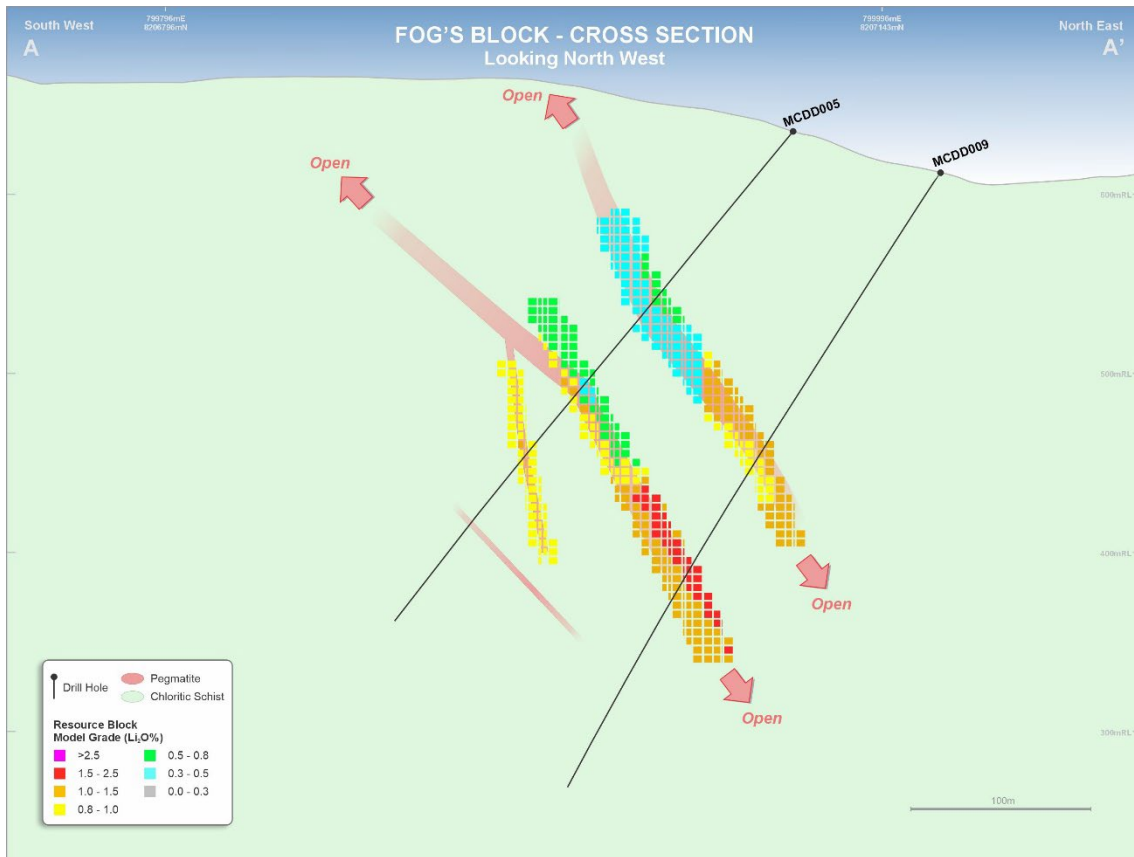 South West
799796mE
8206796mN
FOG'S BLOCK - CROSS SECTION
799996mE
8207143mN
North East
A
Looking North West
A'
Open
MCDD005
MCDD009
Open
600mRL
500mRL
400mRL
Open
Open
300mRL
Drill Hole
Pegmatite
Chloritic Schist
Resource Block
Model Grade (Li₂O%)
>2.5
0.5 - 0.8
1.5 - 2.5
0.3 - 0.5
1.0 - 1.5
0.0 - 0.3
0.8 - 1.0
100m